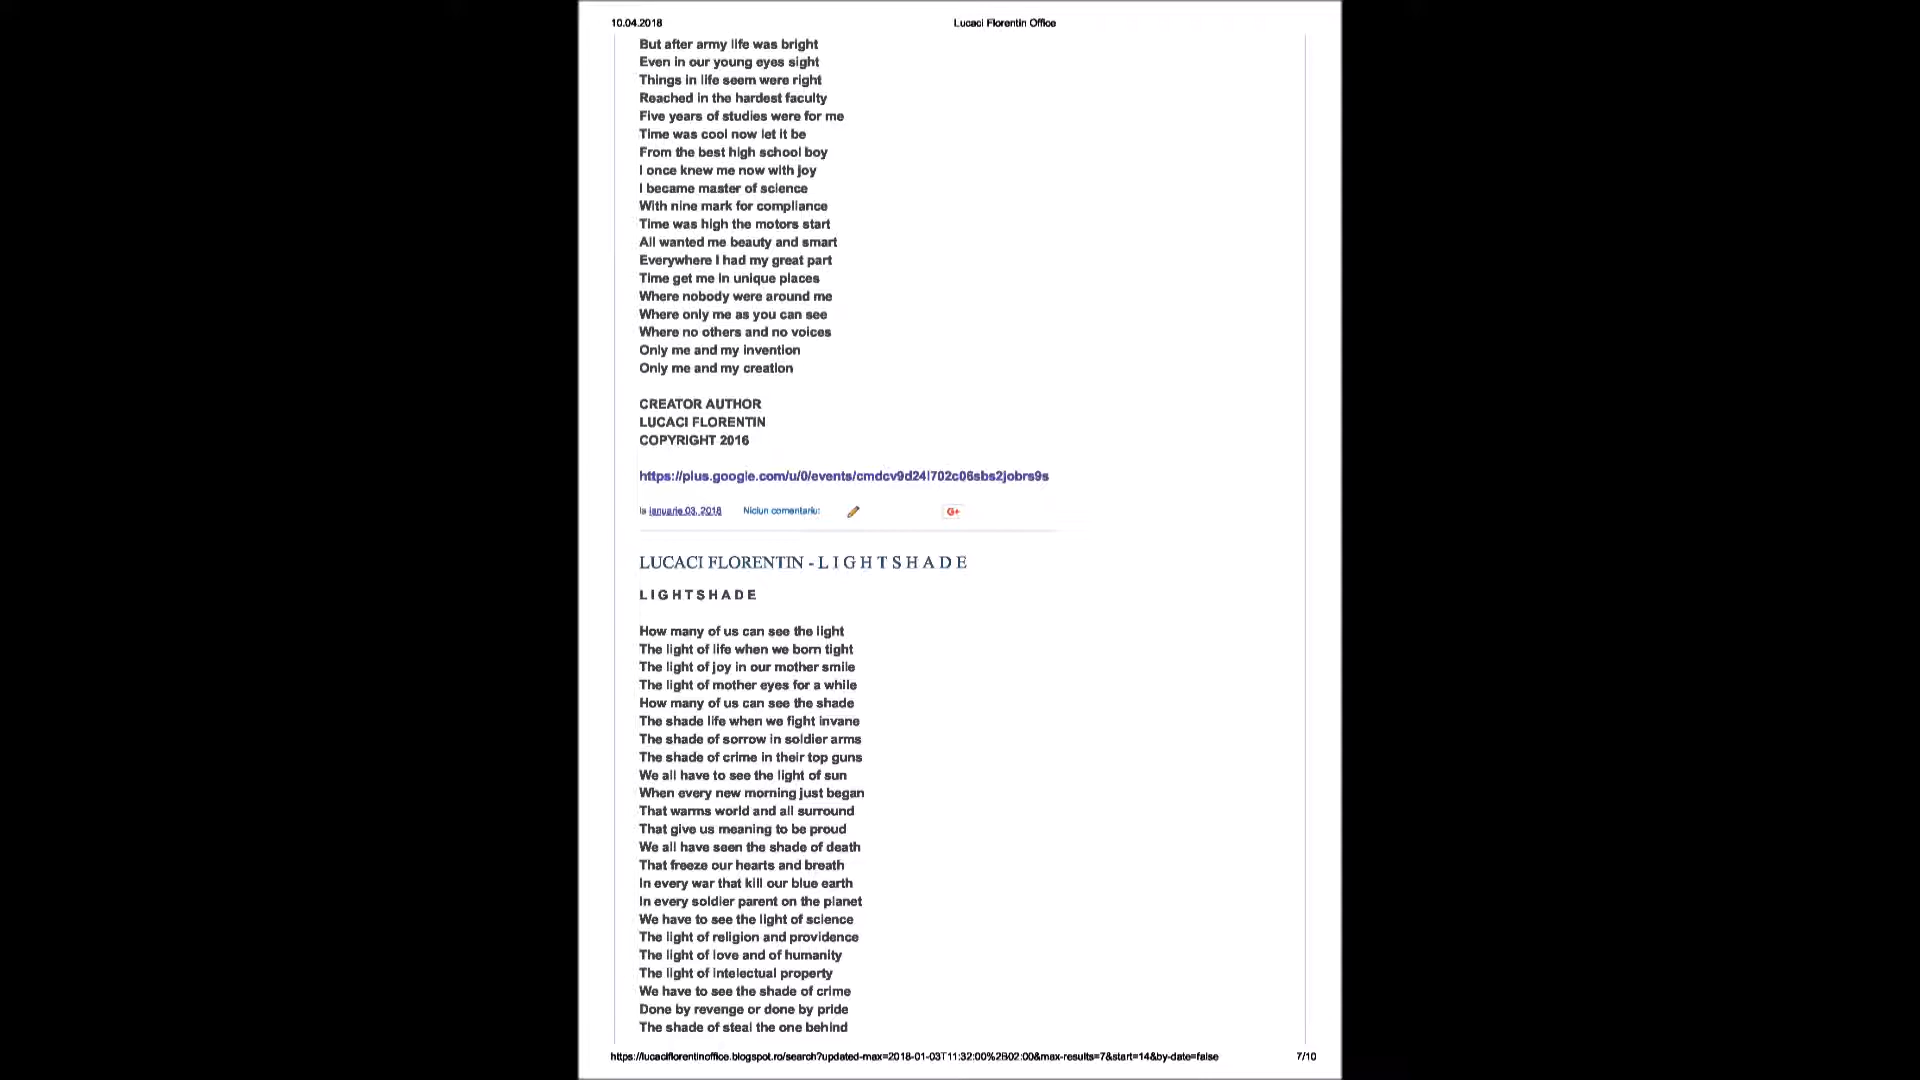 10.04.2018 Lucaci Florentin Office
But after army life was bright
Even in our young eyes sight
Things in life seem were right
Reached in the hardest faculty
Five years of studies were for me
Time was cool now let it be
From the best high school boy
I once knew me now with joy
I became master of science
With nine mark for compliance
Time was high the motors start
All wanted me beauty and smart
Everywhere I had my great part
Time get me in unique places
Where nobody were around me
Where only me as you can see
Where no others and no voices
Only me and my invention
Only me and my creation
CREATOR AUTHOR
LUCACI FLORENTIN
COPYRIGHT 2016
https://plus.google.com/u/0/events/cmdcv9d24l702c06sbs2jobrs9s
la ianuarie 03, 2018 Niciun comentariu: G+
LUCACI FLORENTIN - L I G H T S H A D E
L I G H T S H A D E
How many of us can see the light
The light of life when we born tight
The light of joy in our mother smile
The light of mother eyes for a while
How many of us can see the shade
The shade life when we fight invane
The shade of sorrow in soldier arms
The shade of crime in their top guns
We all have to see the light of sun
When every new morning just began
That warms world and all surround
That give us meaning to be proud
We all have seen the shade of death
That freeze our hearts and breath
In every war that kill our blue earth
In every soldier parent on the planet
We have to see the light of science
The light of religion and providence
The light of love and of humanity
The light of intelectual property
We have to see the shade of crime
Done by revenge or done by pride
The shade of steal the one behind
https://lucaciflorentinoffice.blogspot.ro/search?updated-max=2018-01-03T11:32:00%2B02:00&max-results=7&start=14&by-date=false 7/10